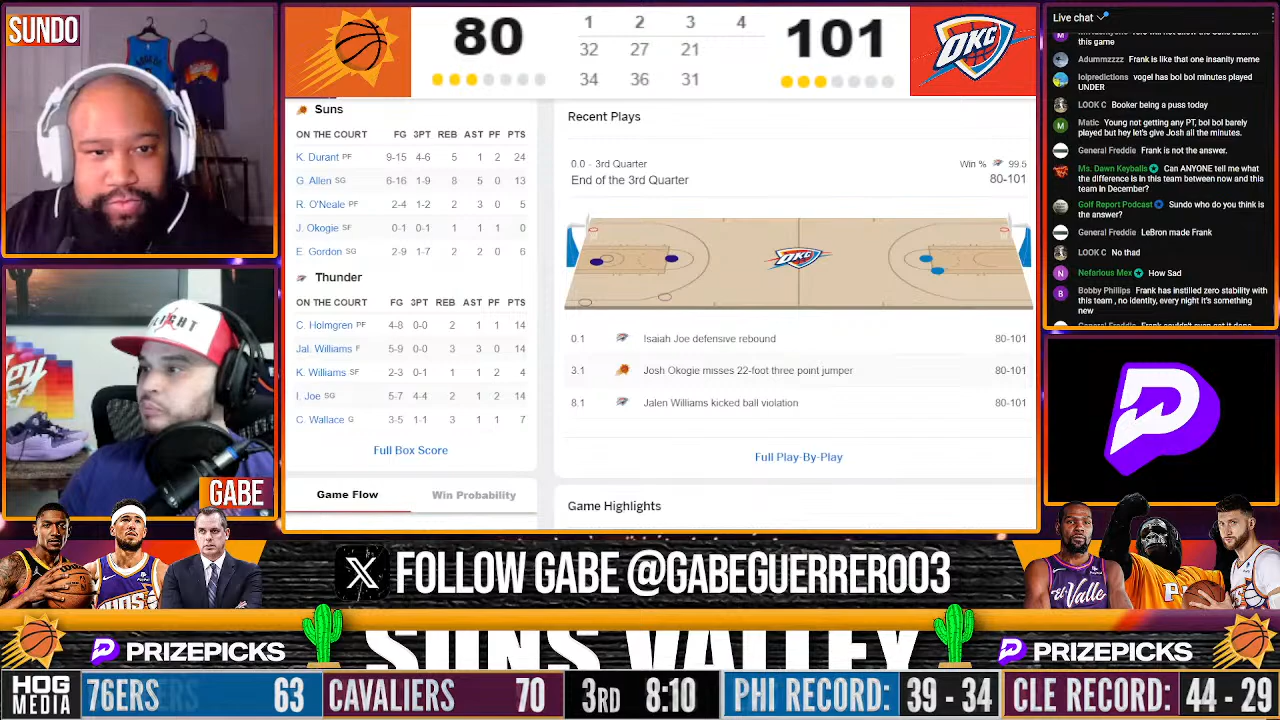 SUNDO
80
1 2 3 4
32 27 21
34 36 31
101
OKC
Suns
ON THE COURT FG 3PT REB AST PF PTS
K. Durant PF 9-15 4-6 5 1 2 24
G. Allen SG 6-16 1-8 8 5 0 13
R. O'Neale PF 2-4 1-2 2 3 0 5
J. Okogie SF 0-1 0-1 1 1 1 0
E. Gordon SG 2-9 1-7 2 2 0 6
Thunder
ON THE COURT FG 3PT REB AST PF PTS
C. Holmgren PF 4-8 0-0 2 1 1 14
Jal. Williams F 5-9 0-0 3 3 0 14
K. Williams SF 2-3 0-1 1 1 2 4
I. Joe SG 5-7 4-4 2 1 2 14
C. Wallace G 3-5 1-1 3 1 1 7
Full Box Score
Game Flow Win Probability
Recent Plays
0.0 - 3rd Quarter Win % 99.5
End of the 3rd Quarter 80-101
OKC
0.1 Isaiah Joe defensive rebound 80-101
3.1 Josh Okogie misses 22-foot three point jumper 80-101
8.1 Jalen Williams kicked ball violation 80-101
Full Play-By-Play
Game Highlights
Live chat
this game
Adummzzzz Frank is like that one insanity meme
lolpredictions vogel has bol bol minutes played
UNDER
LOOK C Booker being a puss today
Matic Young not getting any PT, bol bol barely
played but hey let's give Josh all the minutes.
General Freddie Frank is not the answer.
Ms. Dawn Keyballs Can ANYONE tell me what
the difference is in this team between now and this
team in December?
Golf Report Podcast Sundo who do you think is
the answer?
General Freddie LeBron made Frank
LOOK C No thad
Nefarious Mex How Sad
Bobby Phillips Frank has instilled zero stability with
this team , no identity, every night it's something
new
General Freddie
GABE
FOLLOW GABE @GABEGUERRERO03
PRIZEPICKS
SUNS VALLEY
PRIZEPICKS
HOG
MEDIA
76ERS 63 CAVALIERS 70 3RD 8:10 PHI RECORD: 39 - 34 CLE RECORD: 44 - 29